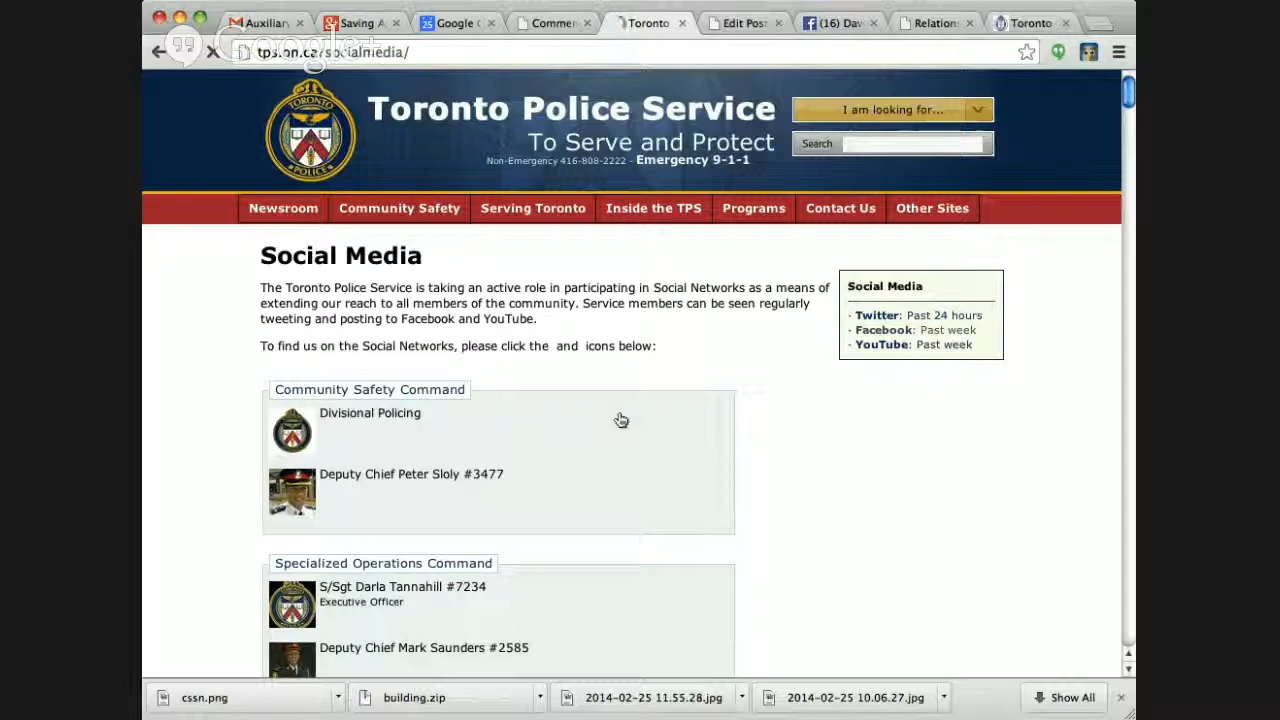 Auxiliary
Saving A
Google C
Commen
Toronto
Edit Post
(16) Dav
Relations
Toronto
Google+
tps.on.ca/socialmedia/
TORONTO
POLICE
Toronto Police Service
To Serve and Protect
Non-Emergency 416-808-2222 - Emergency 9-1-1
I am looking for...
Search
Newsroom
Community Safety
Serving Toronto
Inside the TPS
Programs
Contact Us
Other Sites
Social Media
The Toronto Police Service is taking an active role in participating in Social Networks as a means of
extending our reach to all members of the community. Service members can be seen regularly
tweeting and posting to Facebook and YouTube.
To find us on the Social Networks, please click the and icons below:
Social Media
· Twitter: Past 24 hours
· Facebook: Past week
· YouTube: Past week
Community Safety Command
Divisional Policing
Deputy Chief Peter Sloly #3477
Specialized Operations Command
S/Sgt Darla Tannahill #7234
Executive Officer
Deputy Chief Mark Saunders #2585
cssn.png
building.zip
2014-02-25 11.55.28.jpg
2014-02-25 10.06.27.jpg
Show All